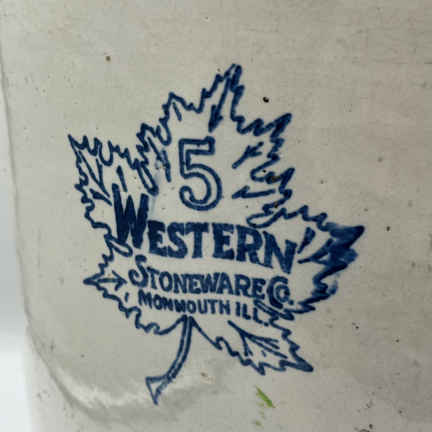 5
WESTERN
STONEWARE CO.
MONMOUTH ILL.